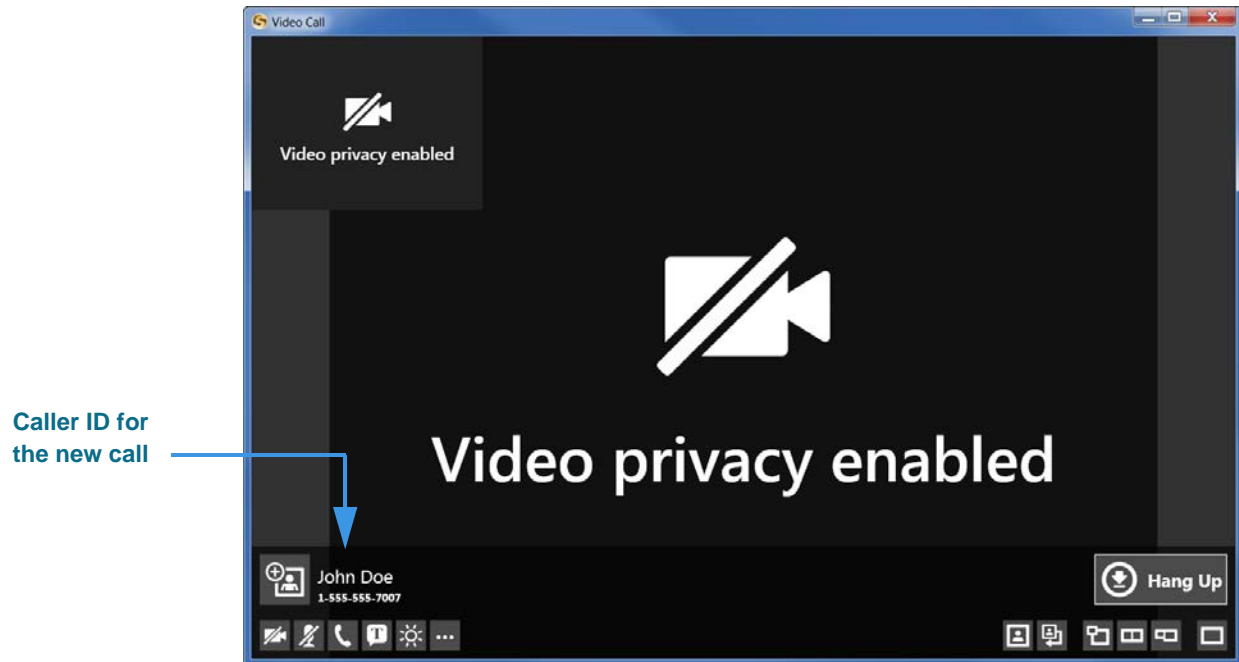 Video Call
Video privacy enabled
Video privacy enabled
Caller ID for
the new call
John Doe
1-555-555-7007
Hang Up
T